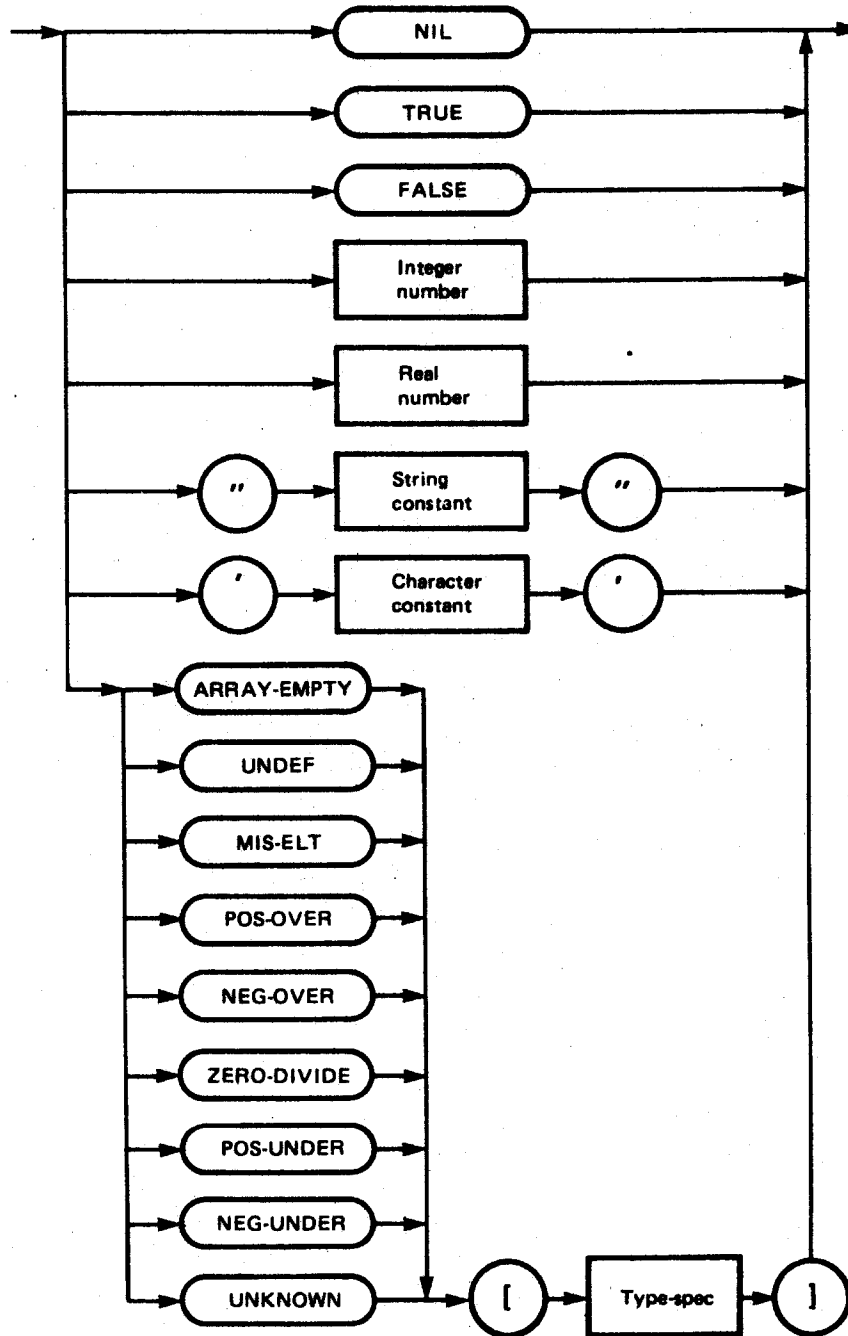 NIL
TRUE
FALSE
Integer
number
Real
number
" String
constant "
' Character
constant '
ARRAY-EMPTY
UNDEF
MIS-ELT
POS-OVER
NEG-OVER
ZERO-DIVIDE
POS-UNDER
NEG-UNDER
UNKNOWN [ Type-spec ]